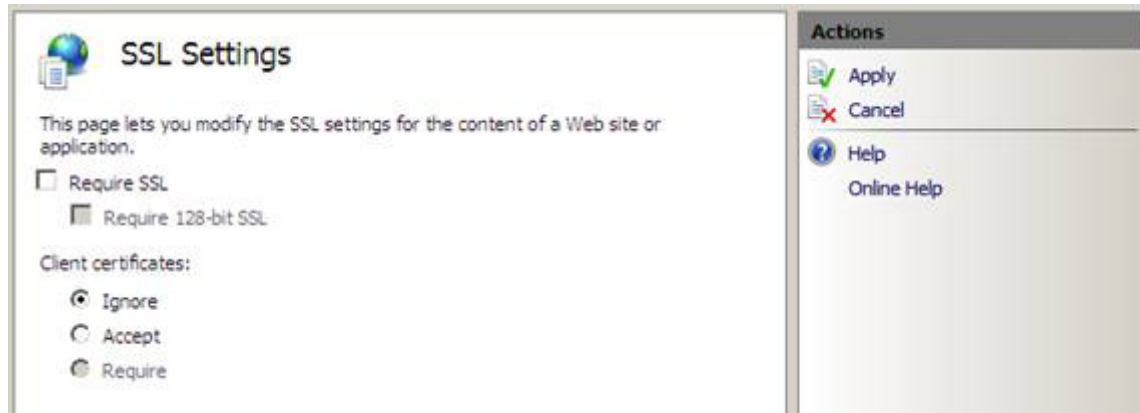 SSL Settings
This page lets you modify the SSL settings for the content of a Web site or
application.
Require SSL
Require 128-bit SSL
Client certificates:
Ignore
Accept
Require
Actions
Apply
Cancel
Help
Online Help